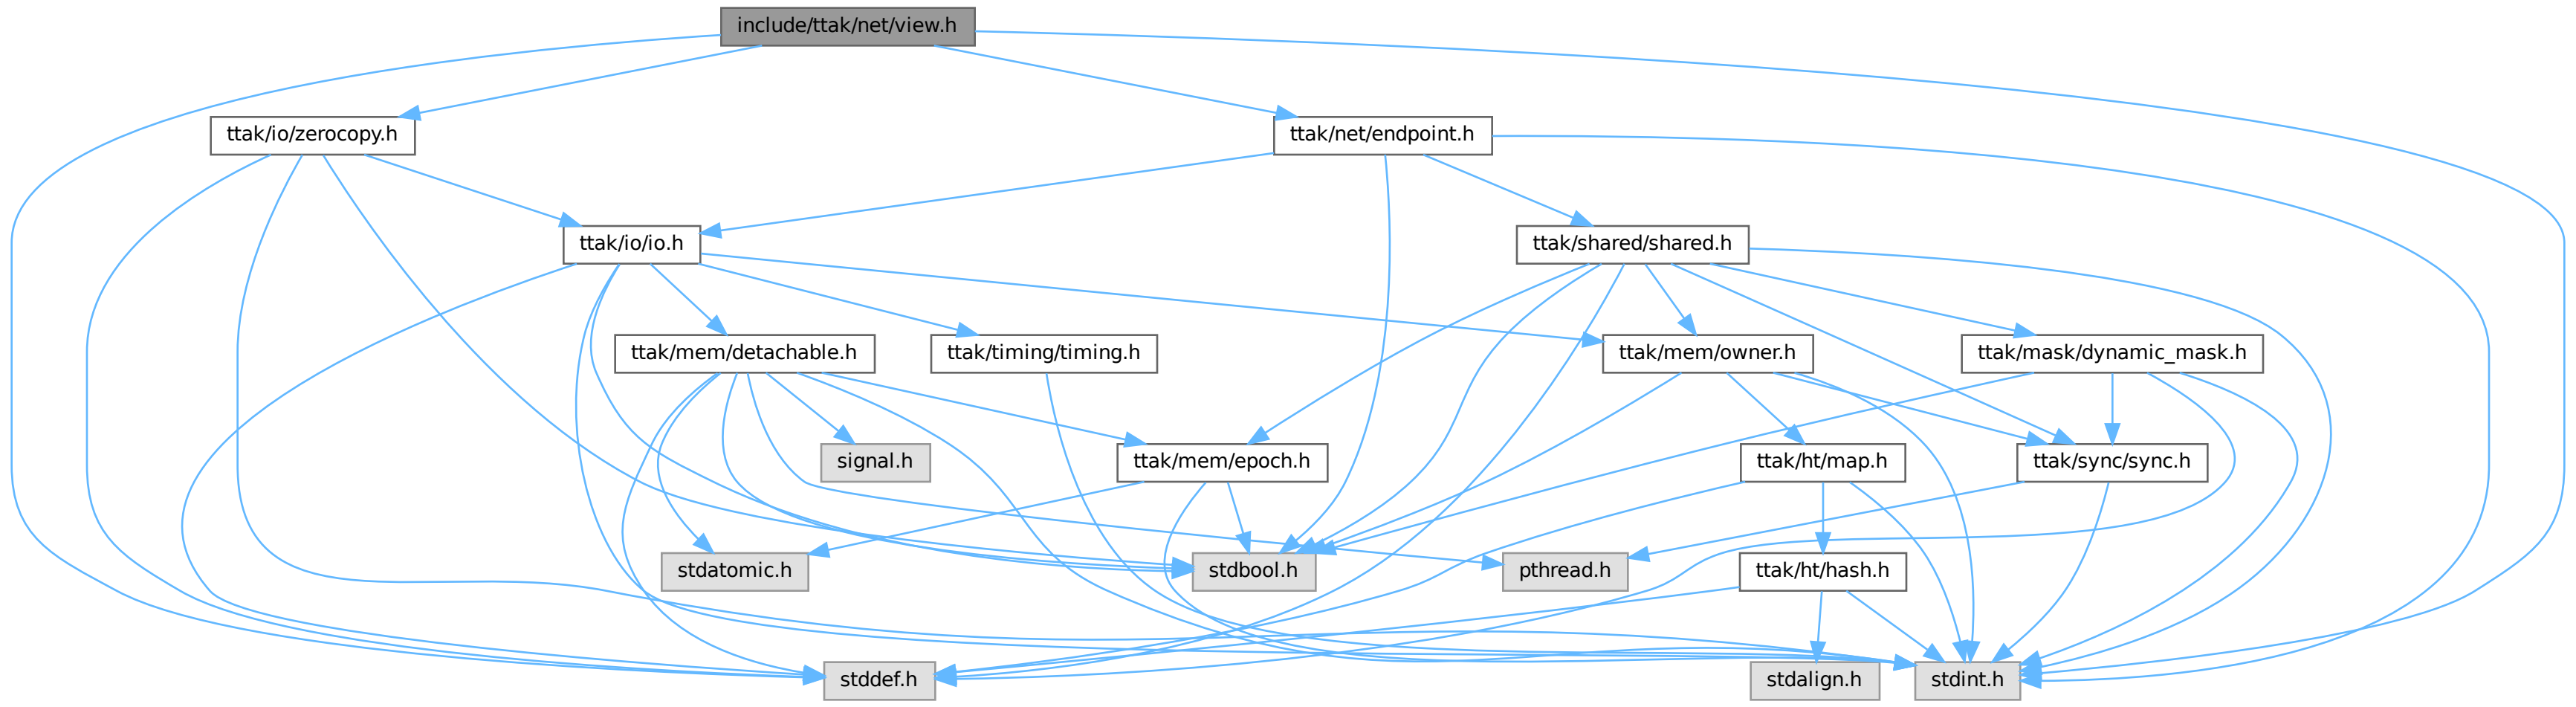 include/ttak/net/view.h
ttak/io/zerocopy.h
ttak/net/endpoint.h
ttak/io/io.h
ttak/shared/shared.h
ttak/mem/detachable.h
ttak/timing/timing.h
ttak/mem/owner.h
ttak/mask/dynamic_mask.h
signal.h
ttak/mem/epoch.h
ttak/ht/map.h
ttak/sync/sync.h
stdatomic.h
stdbool.h
pthread.h
ttak/ht/hash.h
stddef.h
stdalign.h
stdint.h